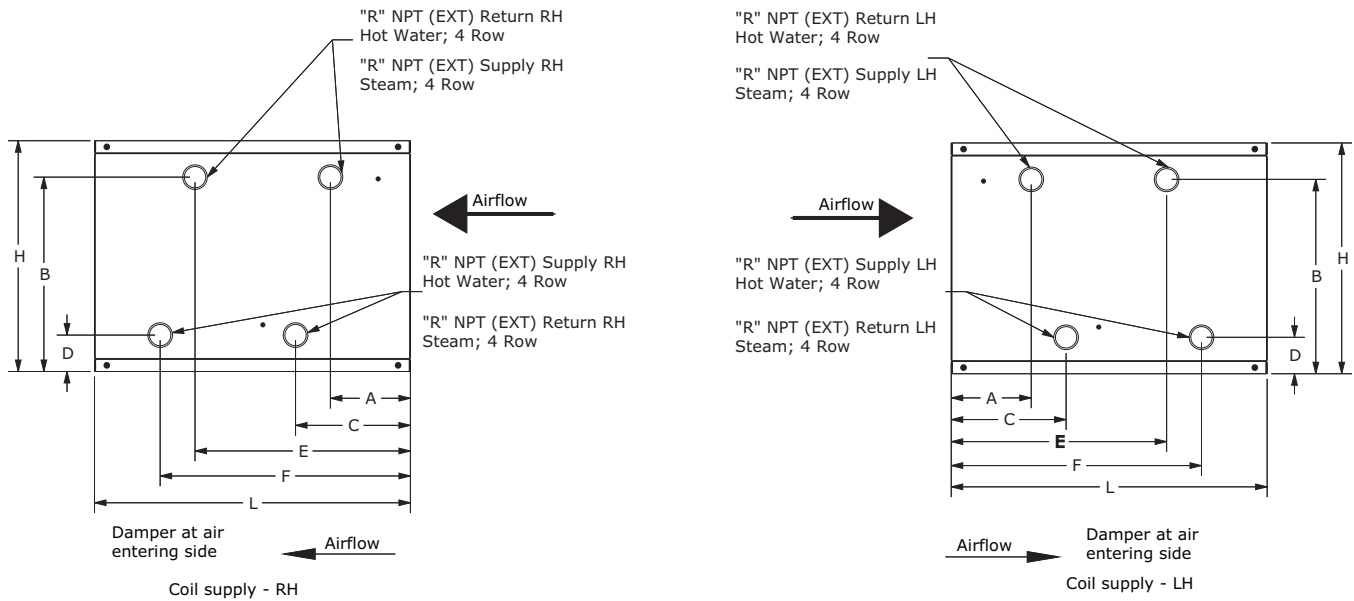 "R" NPT (EXT) Return RH
Hot Water; 4 Row
"R" NPT (EXT) Supply RH
Steam; 4 Row
Airflow
"R" NPT (EXT) Supply RH
Hot Water; 4 Row
"R" NPT (EXT) Return RH
Steam; 4 Row
H
B
D
A
C
E
F
L
Damper at air
entering side
Airflow
Coil supply - RH
"R" NPT (EXT) Return LH
Hot Water; 4 Row
"R" NPT (EXT) Supply LH
Steam; 4 Row
Airflow
"R" NPT (EXT) Supply LH
Hot Water; 4 Row
"R" NPT (EXT) Return LH
Steam; 4 Row
H
B
D
A
C
E
F
L
Airflow
Damper at air
entering side
Coil supply - LH